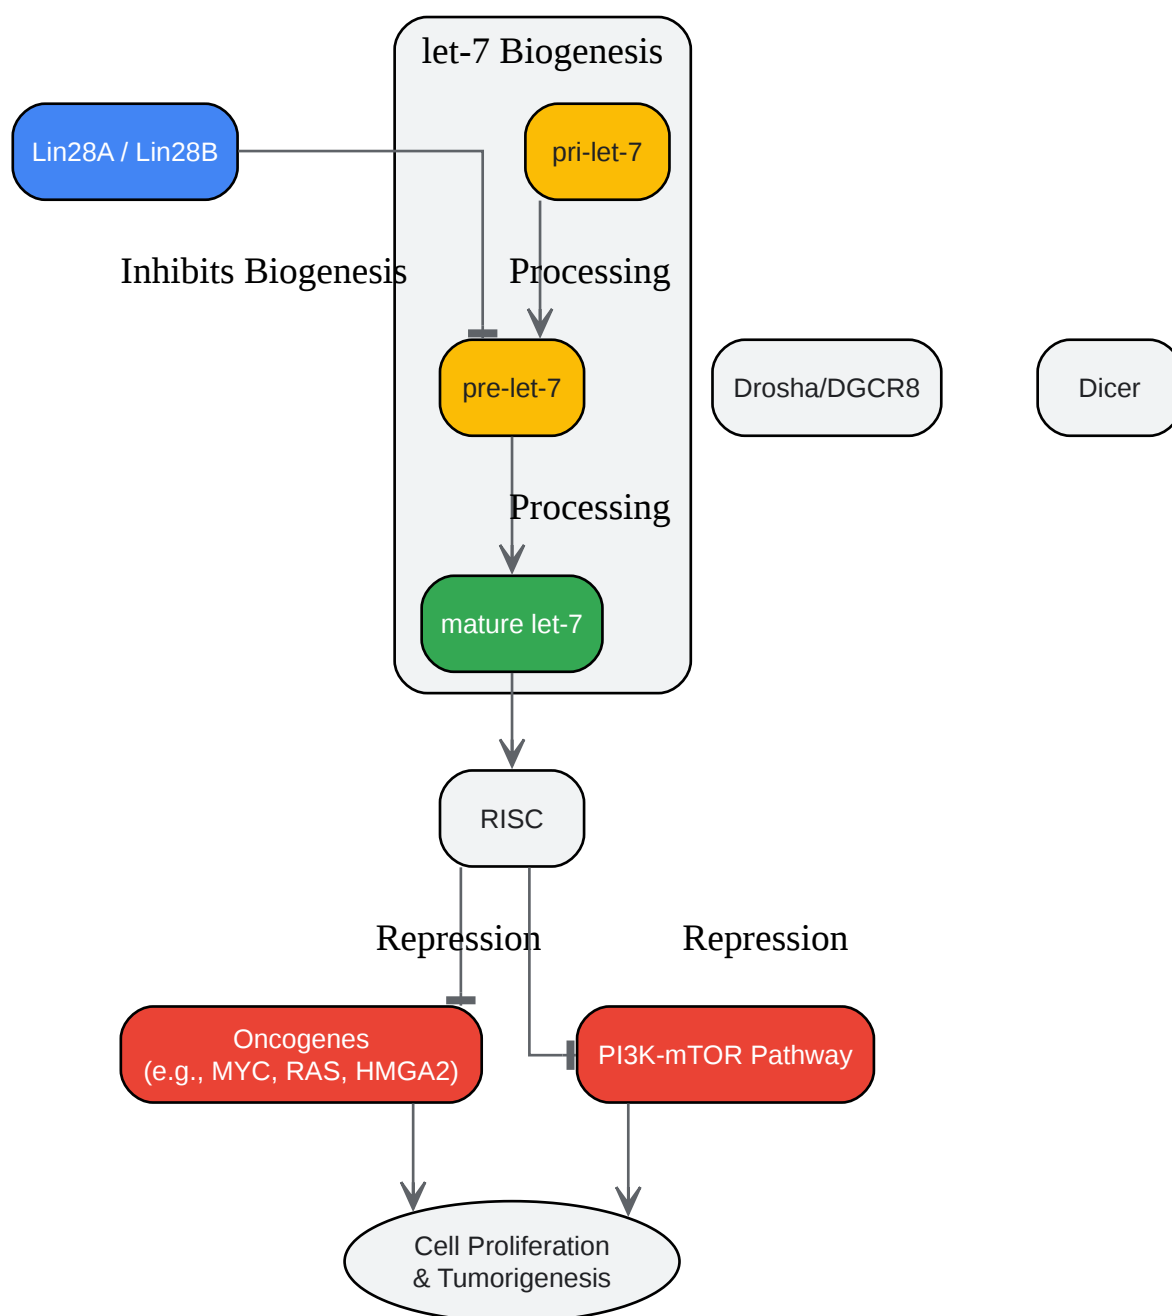 let-7 Biogenesis
Lin28A / Lin28B
pri-let-7
Inhibits Biogenesis
Processing
pre-let-7
Drosha/DGCR8
Dicer
Processing
mature let-7
RISC
Repression
Repression
Oncogenes
(e.g., MYC, RAS, HMGA2)
PI3K-mTOR Pathway
Cell Proliferation
& Tumorigenesis